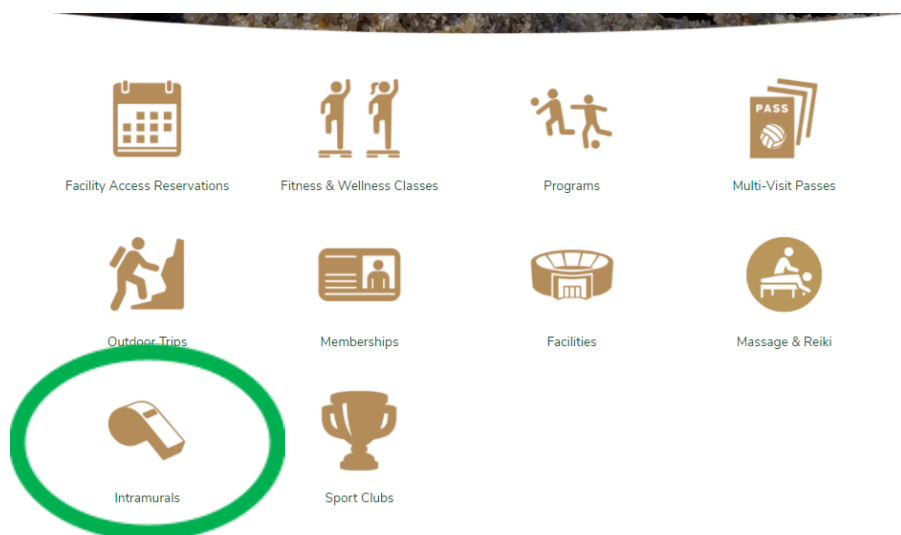 PASS
Facility Access Reservations
Fitness & Wellness Classes
Programs
Multi-Visit Passes
Outdoor Trips
Memberships
Facilities
Massage & Reiki
Intramurals
Sport Clubs